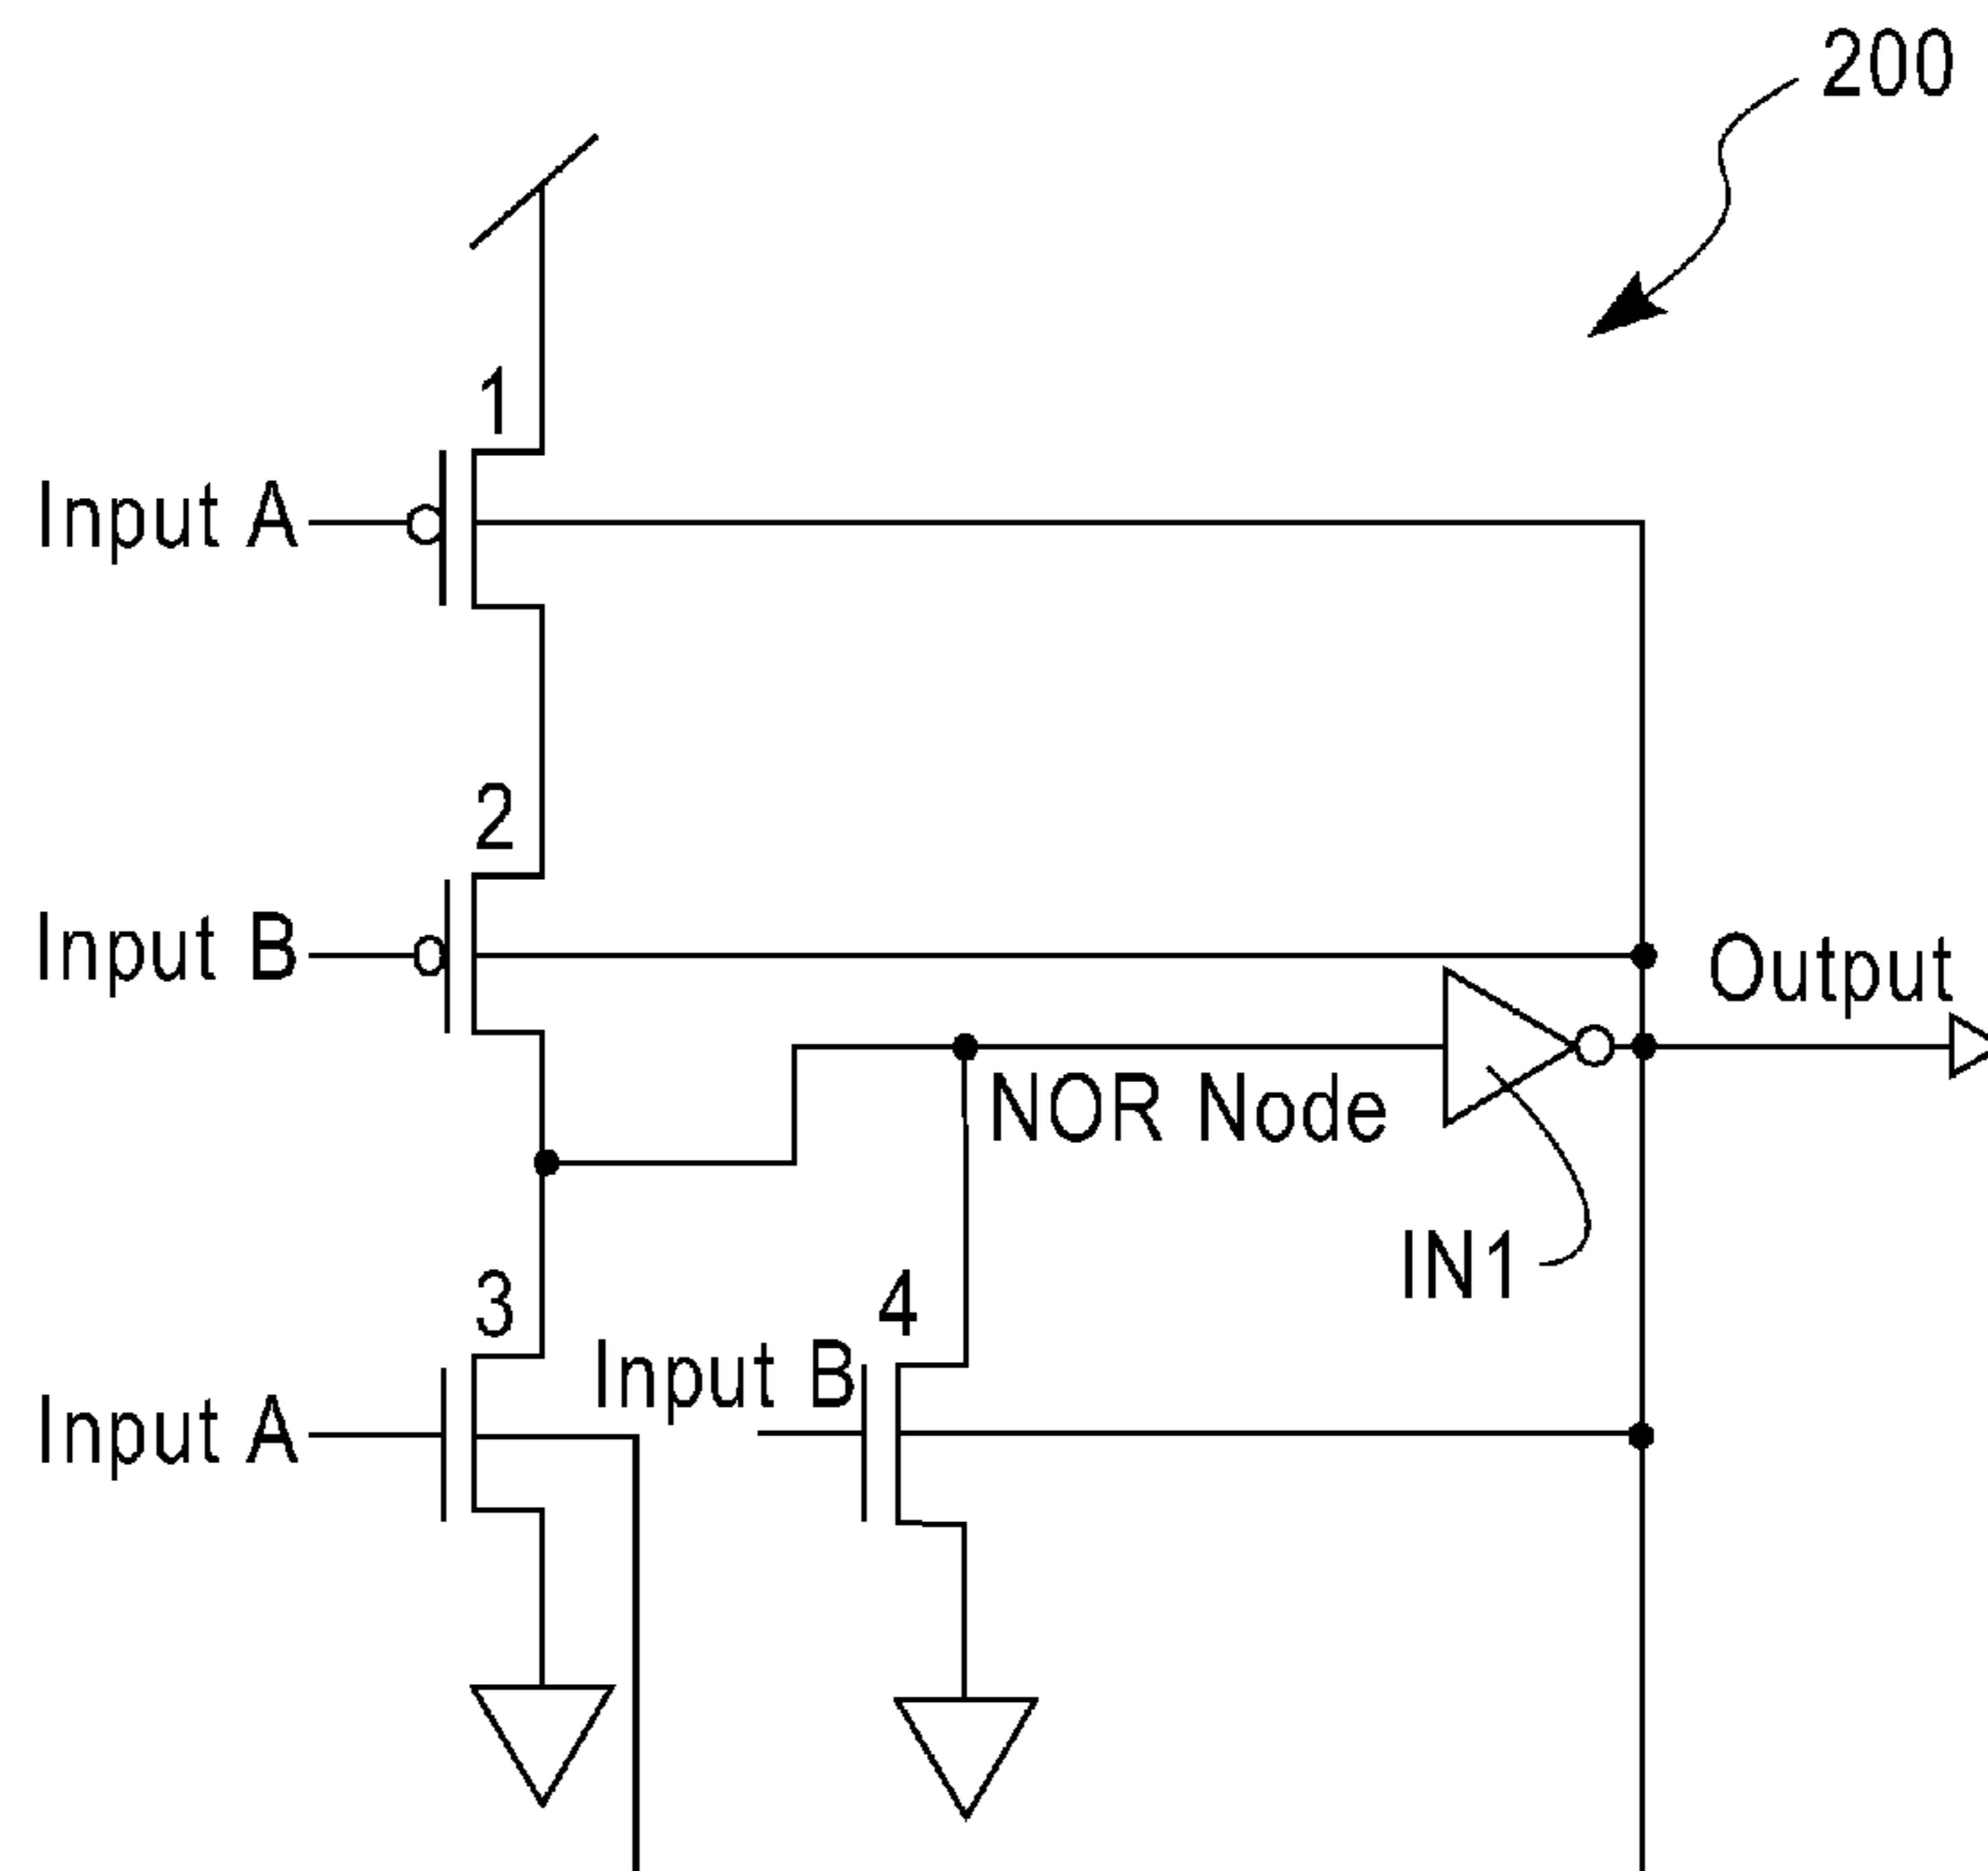 200
1
Input A
2
Input B
Output
NOR Node
IN1
3
4
Input B
Input A